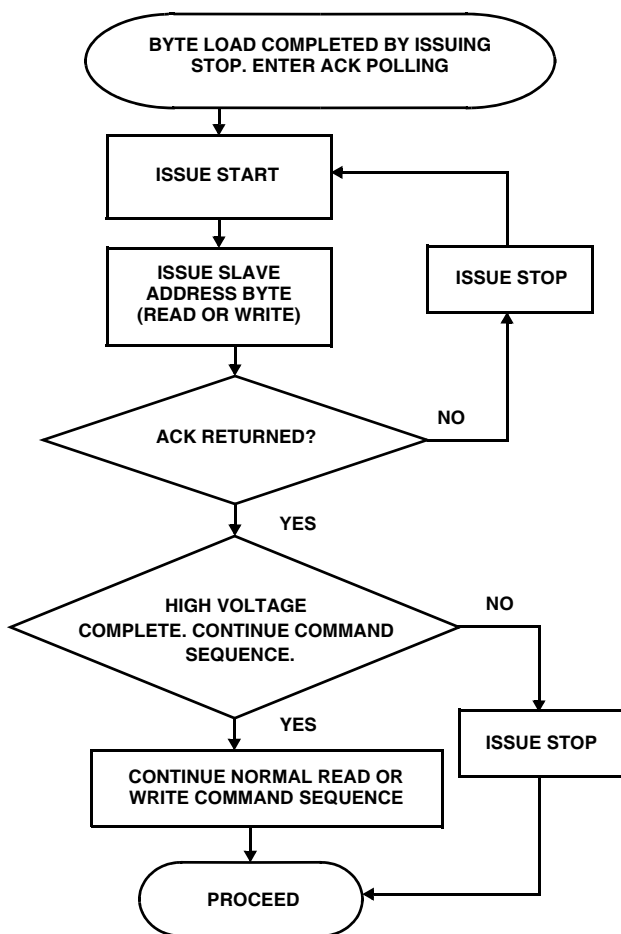 BYTE LOAD COMPLETED BY ISSUING
STOP. ENTER ACK POLLING
ISSUE START
ISSUE SLAVE
ADDRESS BYTE
(READ OR WRITE)
ISSUE STOP
ACK RETURNED?
NO
YES
HIGH VOLTAGE
COMPLETE. CONTINUE COMMAND
SEQUENCE.
NO
YES
ISSUE STOP
CONTINUE NORMAL READ OR
WRITE COMMAND SEQUENCE
PROCEED